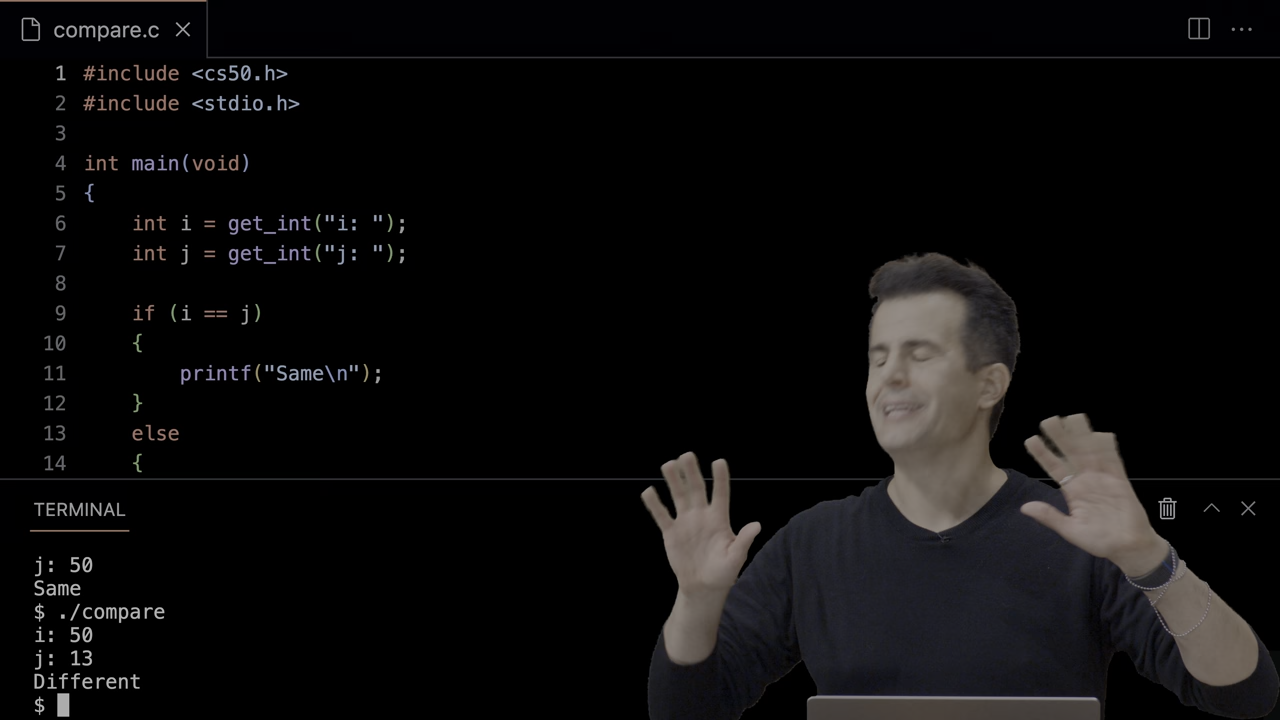 compare.c
1 #include <cs50.h>
2 #include <stdio.h>
3
4 int main(void)
5 {
6     int i = get_int("i: ");
7     int j = get_int("j: ");
8
9     if (i == j)
10     {
11         printf("Same\n");
12     }
13     else
14     {
TERMINAL
j: 50
Same
$ ./compare
i: 50
j: 13
Different
$